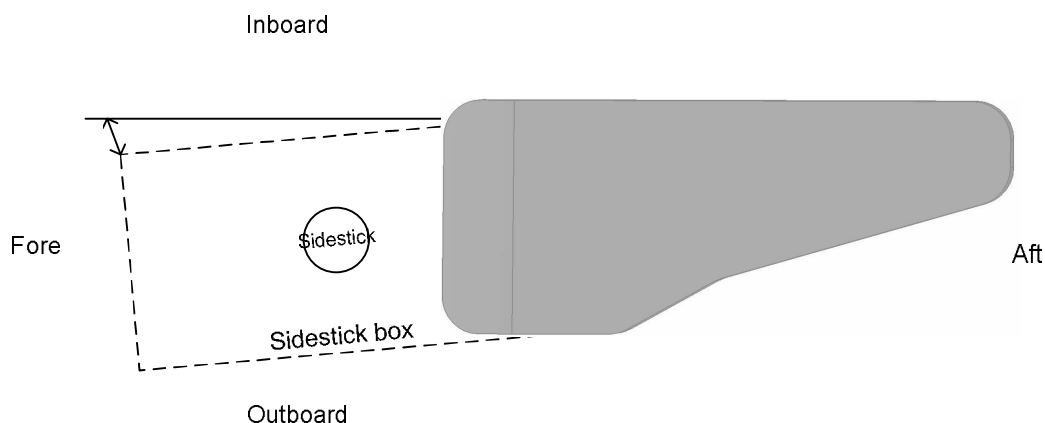 Inboard
Fore
Sidestick
Aft
Sidestick box
Outboard